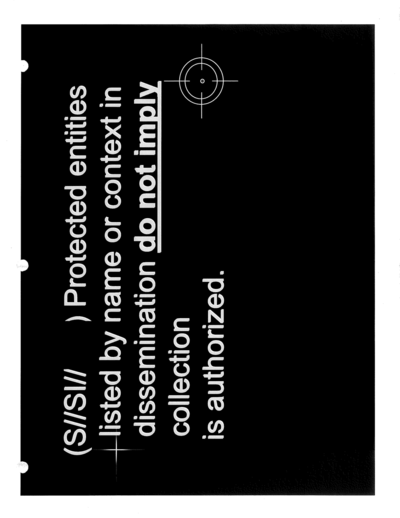 (S//SI// ) Protected entities
listed by name or context in
dissemination do not imply
collection
is authorized.